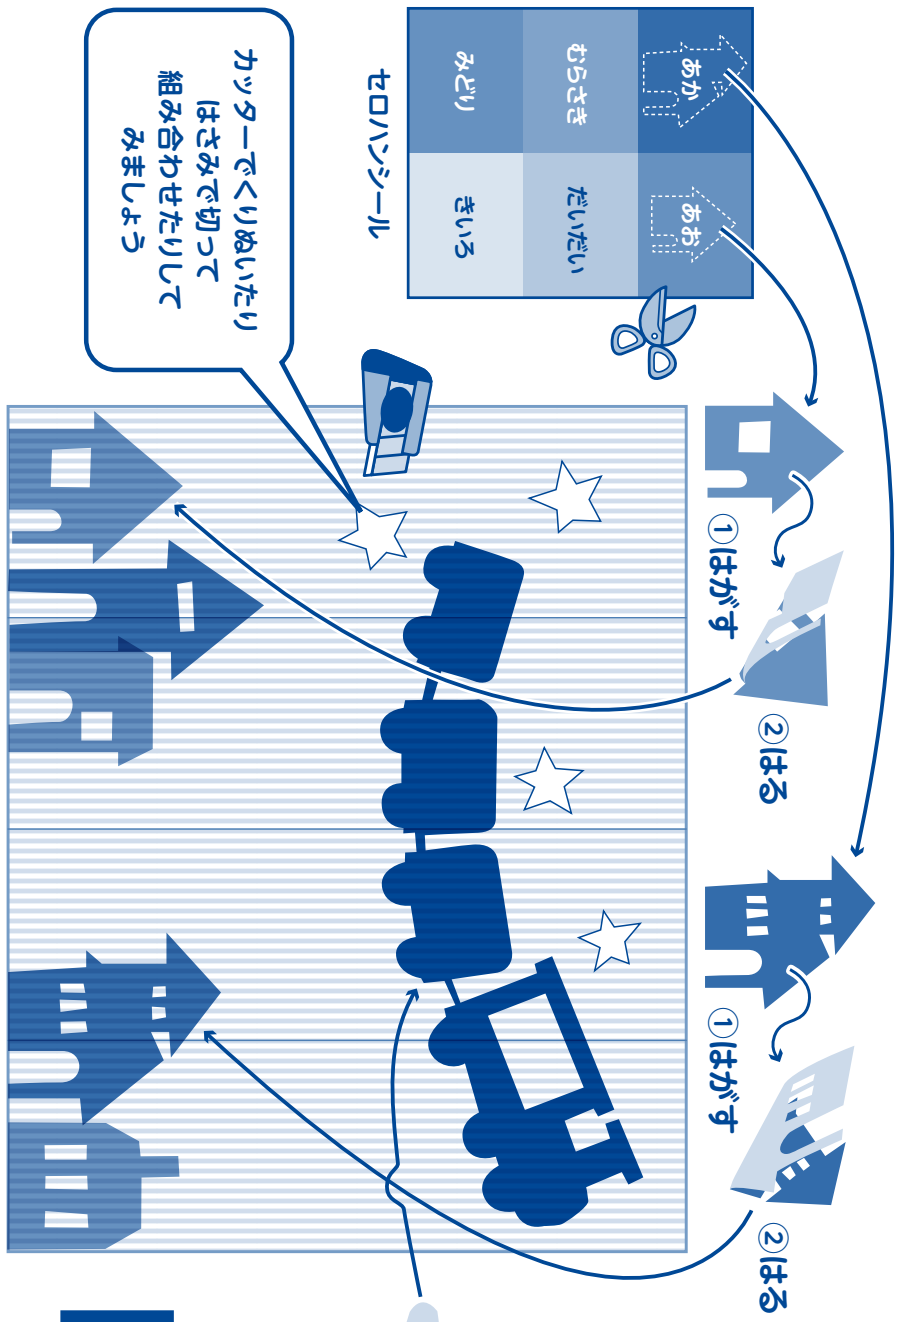 あか
むらさき
みどり
あお
だいだい
きいろ
セロハンシール
カッターでくりぬいたり
はさみで切って
組み合わせたりして
みましょう
①はがす
②はる
①はがす
②はる